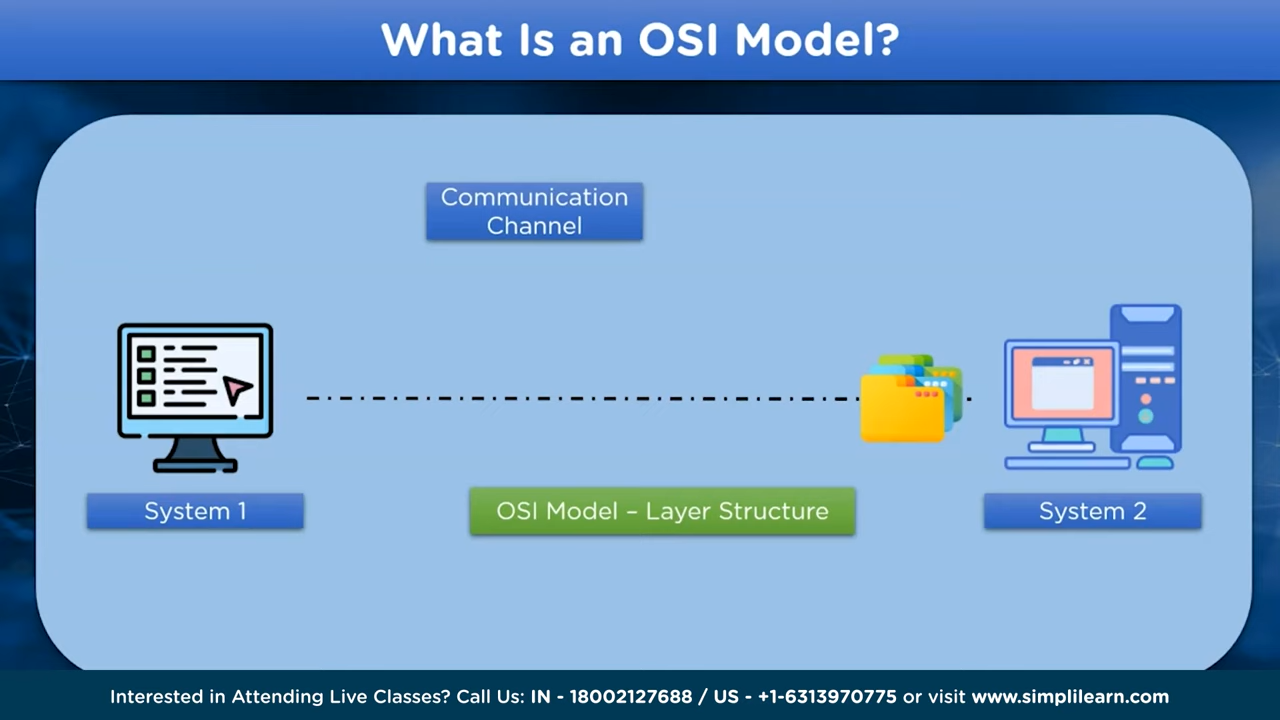 What Is an OSI Model?
Communication
Channel
System 1
OSI Model – Layer Structure
System 2
Interested in Attending Live Classes? Call Us: IN - 18002127688 / US - +1-6313970775 or visit www.simplilearn.com